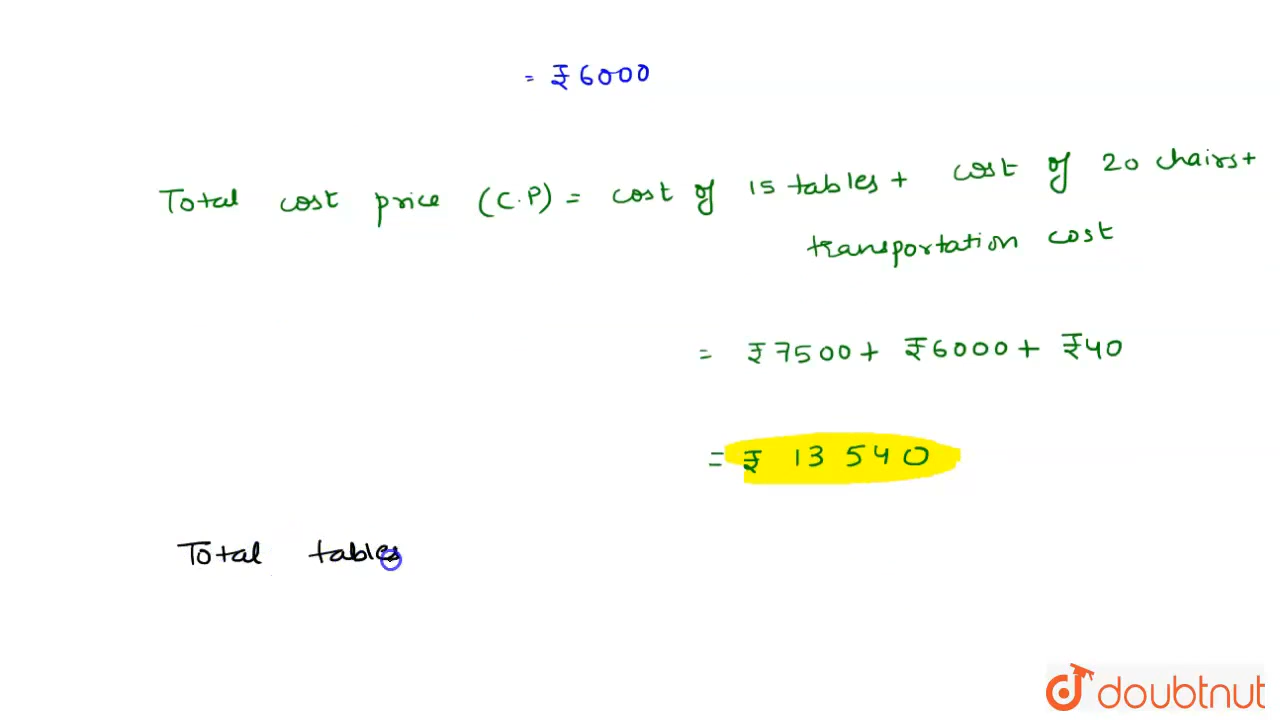 = ₹6000
Total cost price (C.P) = cost of 15 tables + cost of 20 chairs +
transportation cost
= ₹7500 + ₹6000 + ₹40
= ₹ 13 540
Total tables
doubtnut